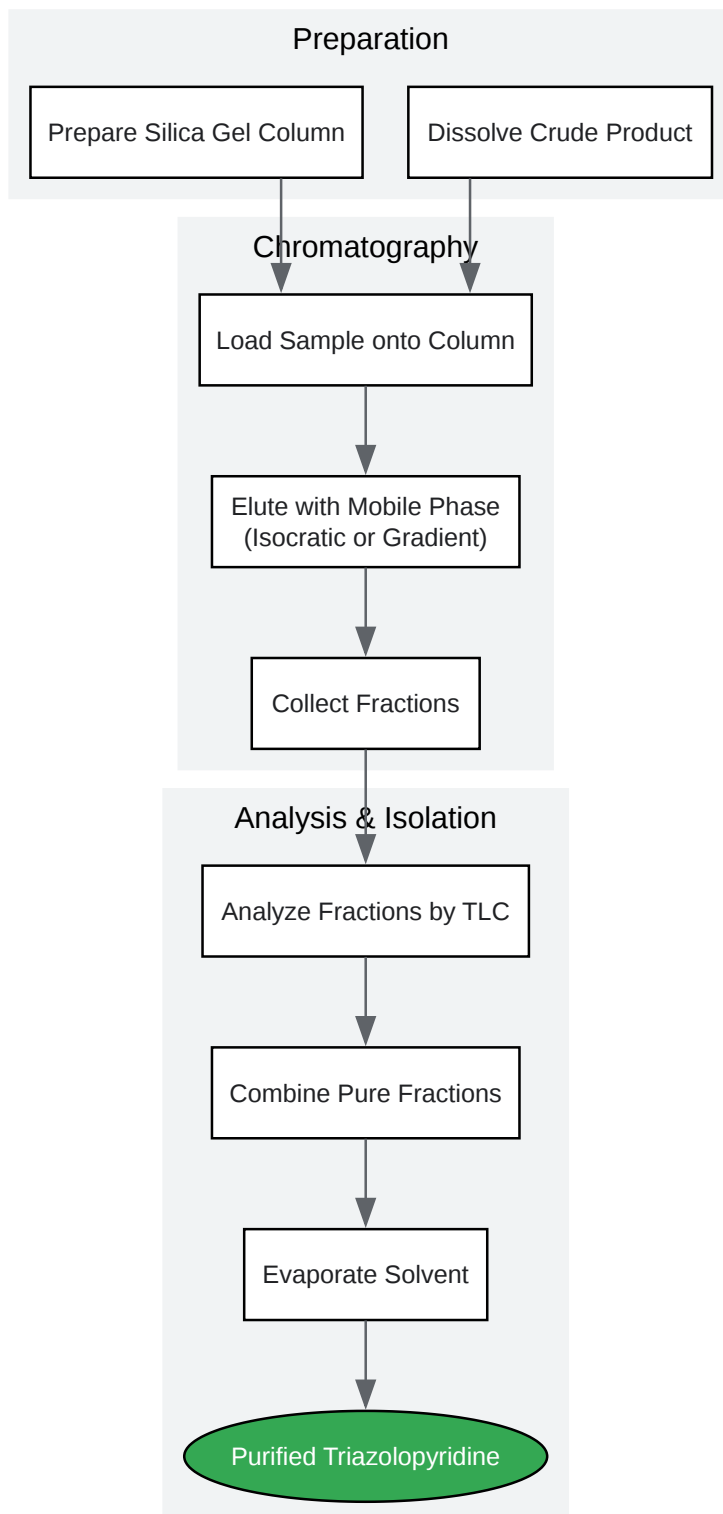 Preparation
Prepare Silica Gel Column
Dissolve Crude Product
Chromatography
Load Sample onto Column
Elute with Mobile Phase
(Isocratic or Gradient)
Collect Fractions
Analysis & Isolation
Analyze Fractions by TLC
Combine Pure Fractions
Evaporate Solvent
Purified Triazolopyridine